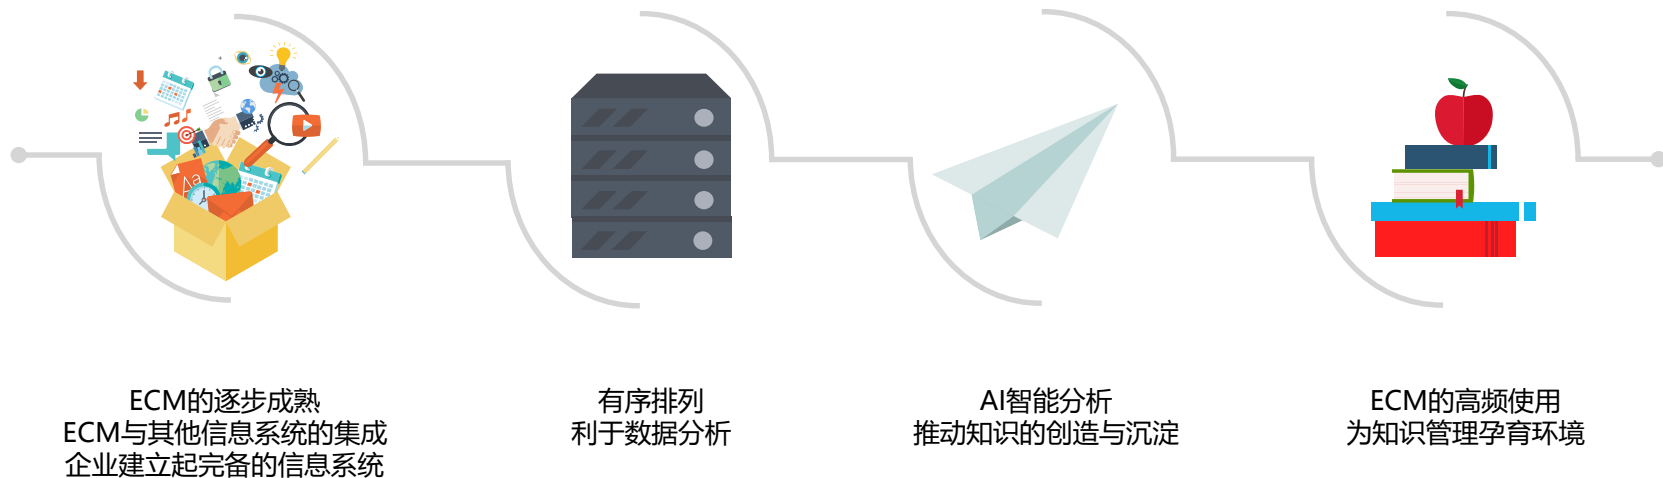 ECM的逐步成熟
ECM与其他信息系统的集成
企业建立起完备的信息系统
有序排列
利于数据分析
AI智能分析
推动知识的创造与沉淀
ECM的高频使用
为知识管理孕育环境
Aa